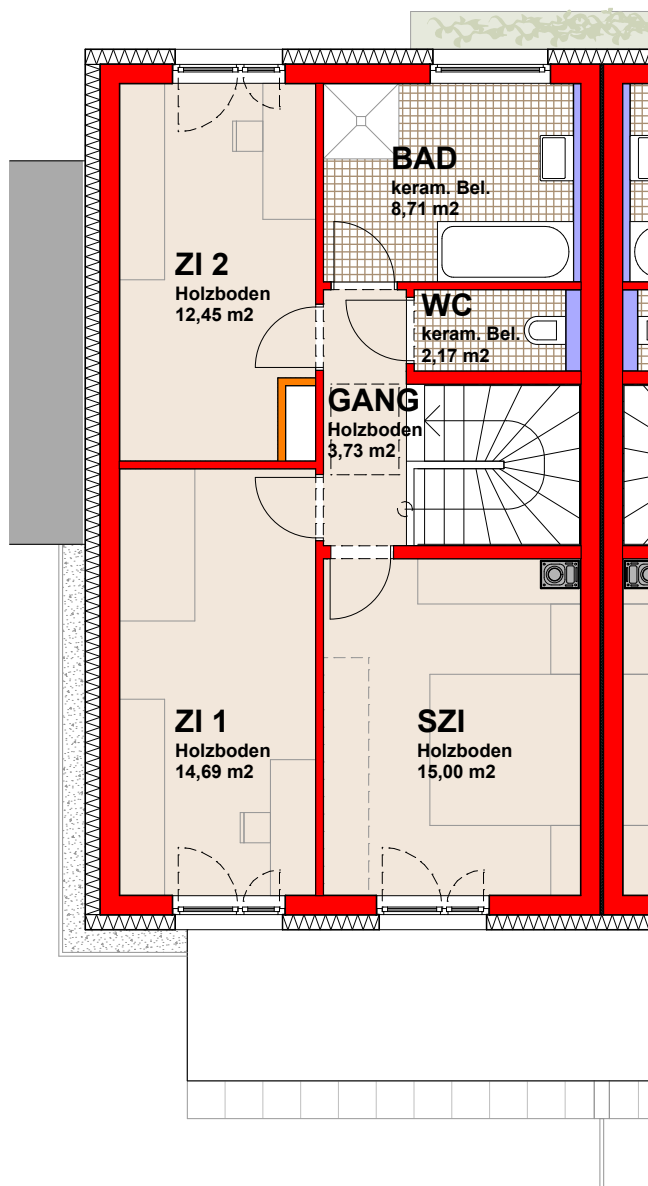 BAD
keram. Bel.
8,71 m2
ZI 2
Holzboden
12,45 m2
WC
keram. Bel.
2,17 m2
GANG
Holzboden
3,73 m2
ZI 1
Holzboden
14,69 m2
SZI
Holzboden
15,00 m2